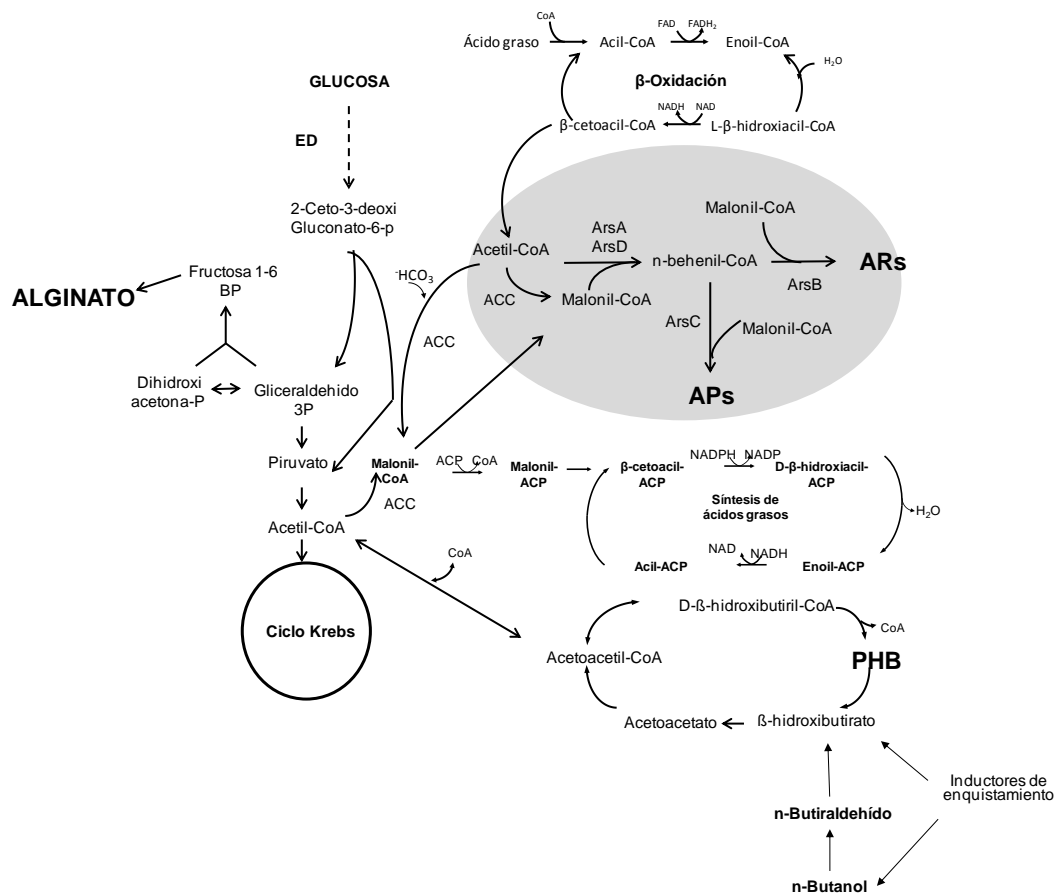 CoA
FAD
FADH2
Ácido graso
Acil-CoA
Enoil-CoA
β-Oxidación
H2O
NADH
NAD
β-cetoacil-CoA
L-β-hidroxiacil-CoA
GLUCOSA
ED
2-Ceto-3-deoxi
Gluconato-6-p
Fructosa 1-6
BP
ALGINATO
Dihidroxi
acetona-P
Gliceraldehido
3P
Piruvato
Acetil-CoA
Ciclo Krebs
-HCO3
ACC
Acetil-CoA
ArsA
ArsD
ACC
Malonil-CoA
n-behenil-CoA
Malonil-CoA
ArsB
ARs
ArsC
Malonil-CoA
APs
Malonil-
CoA
ACC
ACP
CoA
Malonil-
ACP
β-cetoacil-
ACP
NADPH
NADP
D-β-hidroxiacil-
ACP
Síntesis de
ácidos grasos
H2O
Acil-ACP
NAD
NADH
Enoil-ACP
CoA
D-ß-hidroxibutiril-CoA
CoA
Acetoacetil-CoA
PHB
Acetoacetato
ß-hidroxibutirato
Inductores de
enquistamiento
n-Butiraldehído
n-Butanol